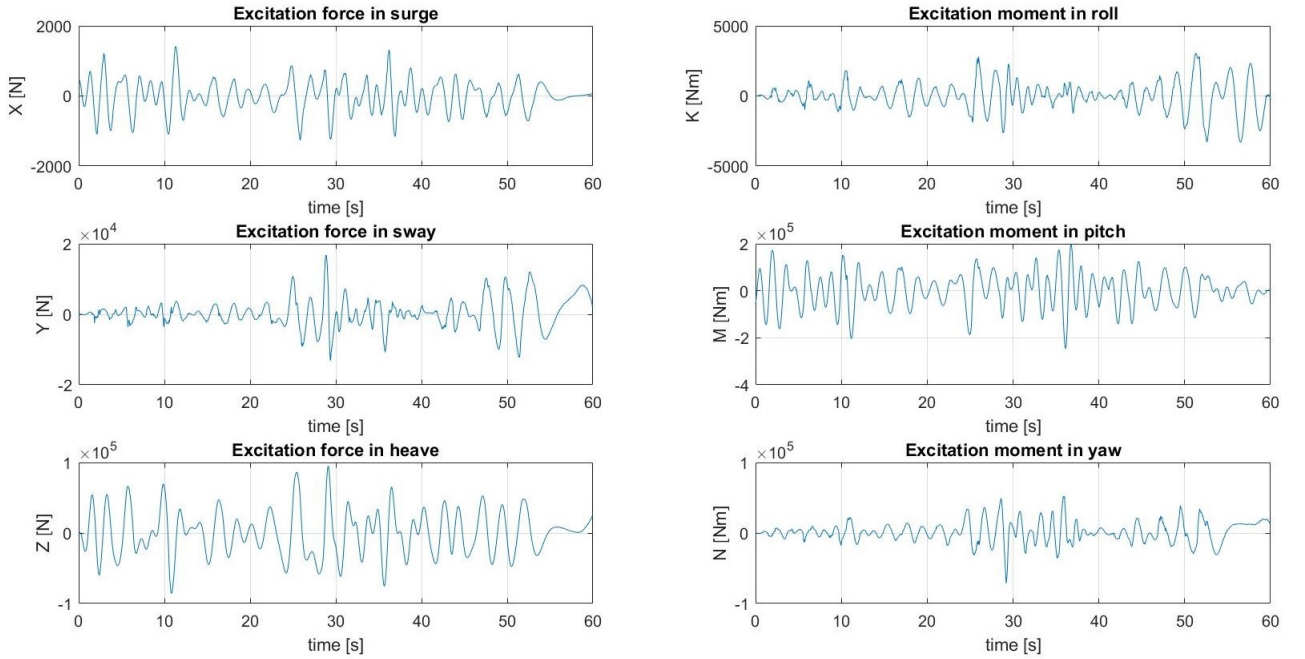 Excitation force in surge
2000
0
-2000
X [N]
0 10 20 30 40 50 60
time [s]
Excitation moment in roll
5000
0
-5000
K [Nm]
0 10 20 30 40 50 60
time [s]
Excitation force in sway
×10⁴
2
0
-2
Y [N]
0 10 20 30 40 50 60
time [s]
Excitation moment in pitch
×10⁵
2
0
-2
-4
M [Nm]
0 10 20 30 40 50 60
time [s]
Excitation force in heave
×10⁵
1
0
-1
Z [N]
0 10 20 30 40 50 60
time [s]
Excitation moment in yaw
×10⁵
1
0
-1
N [Nm]
0 10 20 30 40 50 60
time [s]